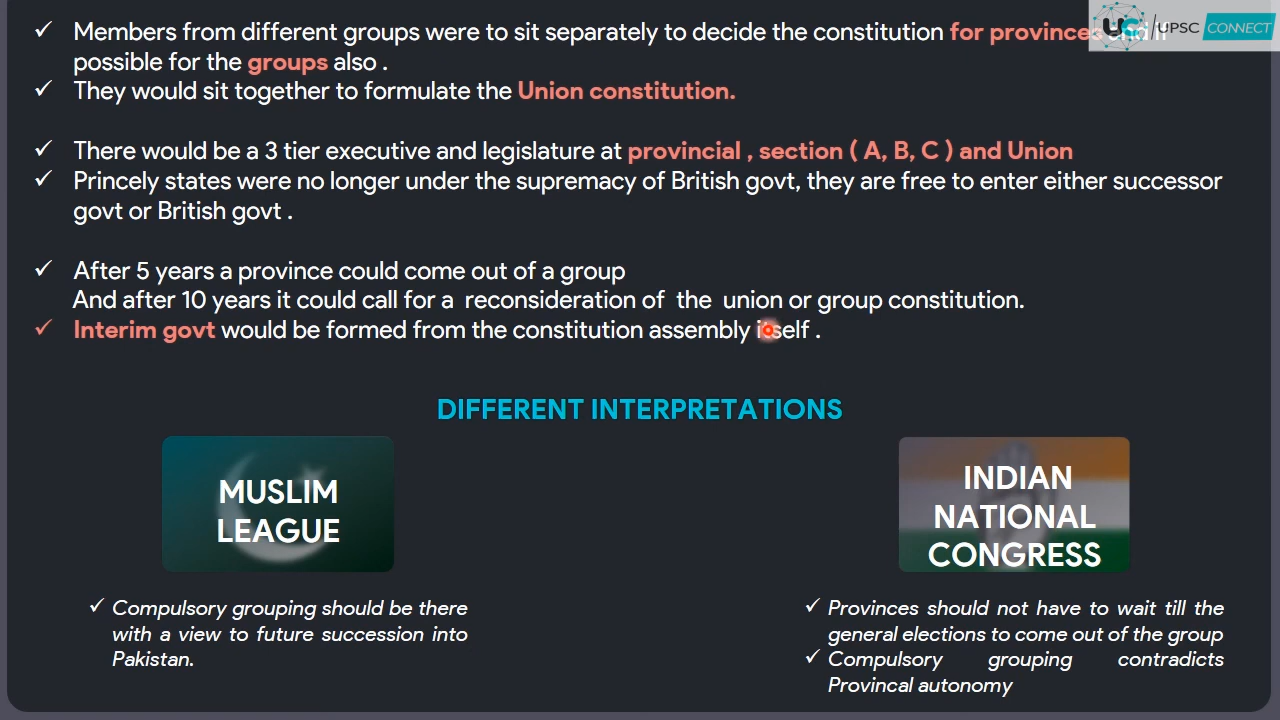 ✓ Members from different groups were to sit separately to decide the constitution for provinces and if
possible for the groups also .
✓ They would sit together to formulate the Union constitution.
✓ There would be a 3 tier executive and legislature at provincial , section ( A, B, C ) and Union
✓ Princely states were no longer under the supremacy of British govt, they are free to enter either successor
govt or British govt .
✓ After 5 years a province could come out of a group
And after 10 years it could call for a reconsideration of the union or group constitution.
✓ Interim govt would be formed from the constitution assembly itself .
UC UPSC CONNECT
DIFFERENT INTERPRETATIONS
MUSLIM
LEAGUE
✓ Compulsory grouping should be there
with a view to future succession into
Pakistan.
INDIAN
NATIONAL
CONGRESS
✓ Provinces should not have to wait till the
general elections to come out of the group
✓ Compulsory grouping contradicts
Provincal autonomy